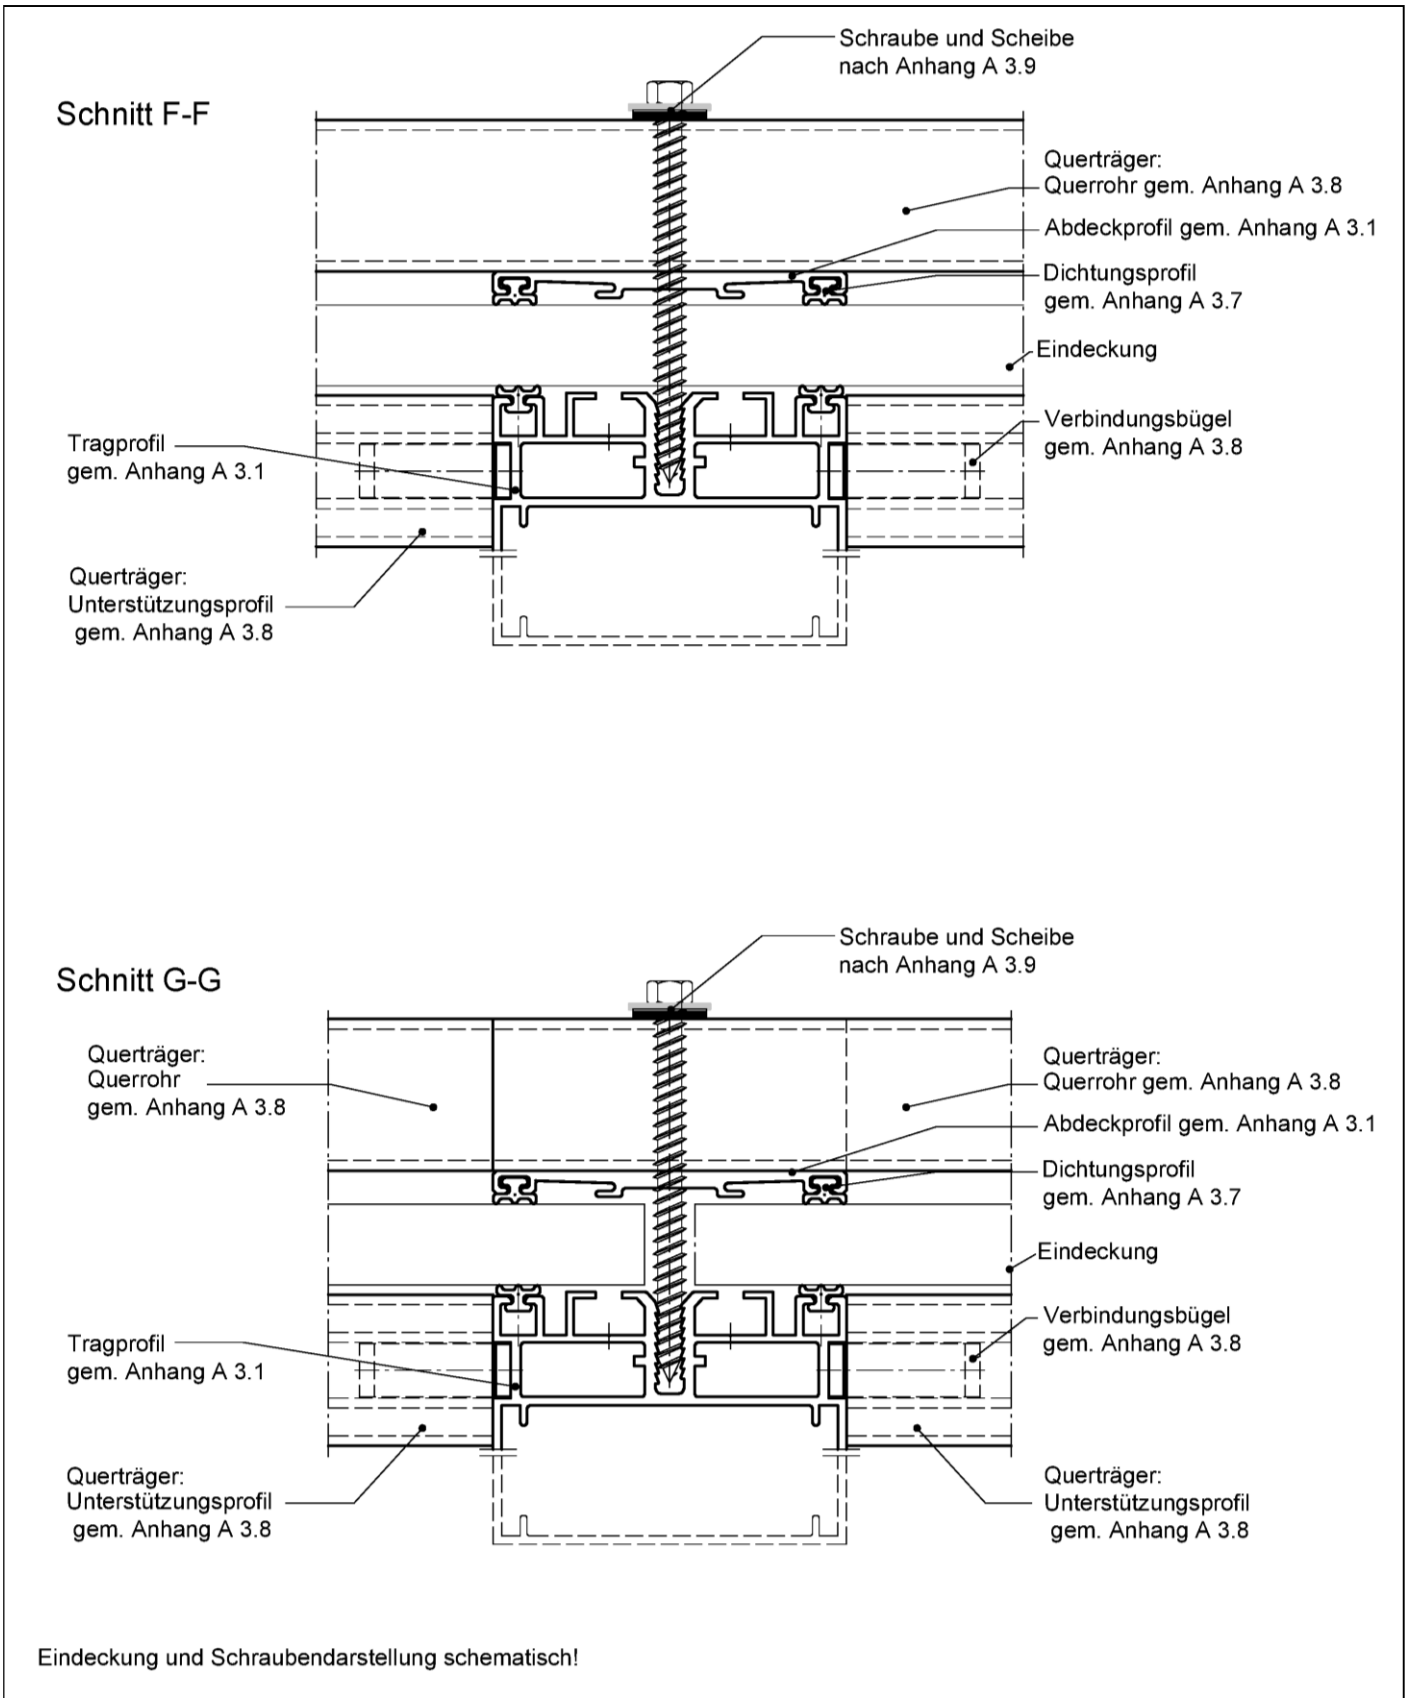 Schnitt F-F
Schraube und Scheibe
nach Anhang A 3.9
Querträger:
Querrohr gem. Anhang A 3.8
Abdeckprofil gem. Anhang A 3.1
Dichtungsprofil
gem. Anhang A 3.7
Eindeckung
Verbindungsbügel
gem. Anhang A 3.8
Tragprofil
gem. Anhang A 3.1
Querträger:
Unterstützungsprofil
gem. Anhang A 3.8
Schnitt G-G
Schraube und Scheibe
nach Anhang A 3.9
Querträger:
Querrohr
gem. Anhang A 3.8
Querträger:
Querrohr gem. Anhang A 3.8
Abdeckprofil gem. Anhang A 3.1
Dichtungsprofil
gem. Anhang A 3.7
Eindeckung
Verbindungsbügel
gem. Anhang A 3.8
Tragprofil
gem. Anhang A 3.1
Querträger:
Unterstützungsprofil
gem. Anhang A 3.8
Querträger:
Unterstützungsprofil
gem. Anhang A 3.8
Eindeckung und Schraubendarstellung schematisch!